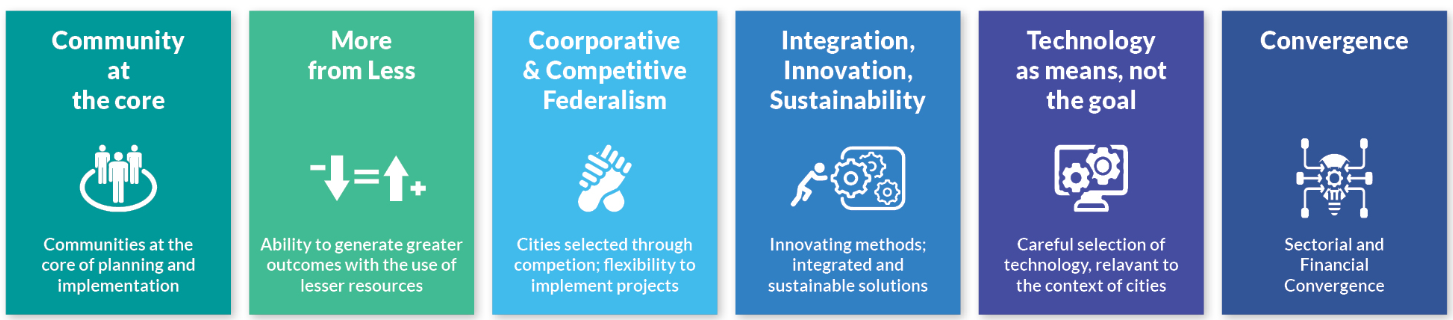 Community
at
the core
Communities at the
core of planning and
implementation
More
from Less
Ability to generate greater
outcomes with the use of
lesser resources
Coorporative
& Competitive
Federalism
Cities selected through
competion; flexibility to
implement projects
Integration,
Innovation,
Sustainability
Innovating methods;
integrated and
sustainable solutions
Technology
as means, not
the goal
Careful selection of
technology, relavant to
the context of cities
Convergence
Sectorial and
Financial
Convergence